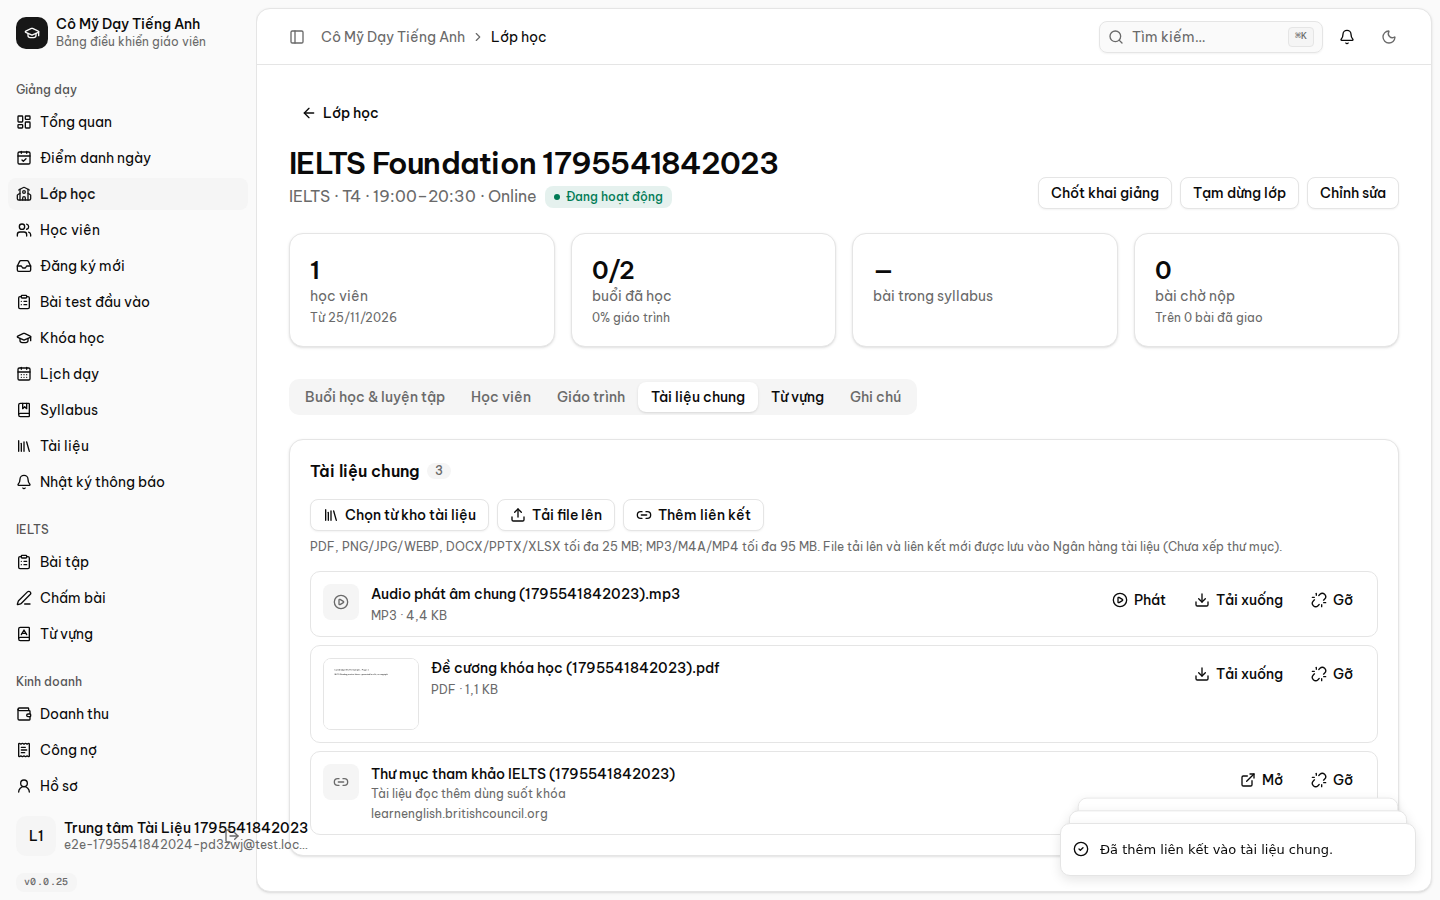 Cô Mỹ Dạy Tiếng Anh
Bảng điều khiển giáo viên
Giảng dạy
Tổng quan
Điểm danh ngày
Lớp học
Học viên
Đăng ký mới
Bài test đầu vào
Khóa học
Lịch dạy
Syllabus
Tài liệu
Nhật ký thông báo
IELTS
Bài tập
Chấm bài
Từ vựng
Kinh doanh
Doanh thu
Công nợ
Hồ sơ
L1
Trung tâm Tài Liệu 1795541842023
e2e-1795541842024-pd3zwj@test.loc...
v0.0.25
Cô Mỹ Dạy Tiếng Anh > Lớp học
Tìm kiếm... ⌘K
Lớp học
IELTS Foundation 1795541842023
IELTS · T4 · 19:00–20:30 · Online Đang hoạt động
Chốt khai giảng Tạm dừng lớp Chỉnh sửa
1
học viên
Từ 25/11/2026
0/2
buổi đã học
0% giáo trình
—
bài trong syllabus
0
bài chờ nộp
Trên 0 bài đã giao
Buổi học & luyện tập Học viên Giáo trình Tài liệu chung Từ vựng Ghi chú
Tài liệu chung 3
Chọn từ kho tài liệu Tải file lên Thêm liên kết
PDF, PNG/JPG/WEBP, DOCX/PPTX/XLSX tối đa 25 MB; MP3/M4A/MP4 tối đa 95 MB. File tải lên và liên kết mới được lưu vào Ngân hàng tài liệu (Chưa xếp thư mục).
Audio phát âm chung (1795541842023).mp3
MP3 · 4,4 KB
Phát Tải xuống Gỡ
Đề cương khóa học (1795541842023).pdf
PDF · 1,1 KB
Tải xuống Gỡ
Thư mục tham khảo IELTS (1795541842023)
Tài liệu đọc thêm dùng suốt khóa
learnenglish.britishcouncil.org
Mở Gỡ
Đã thêm liên kết vào tài liệu chung.